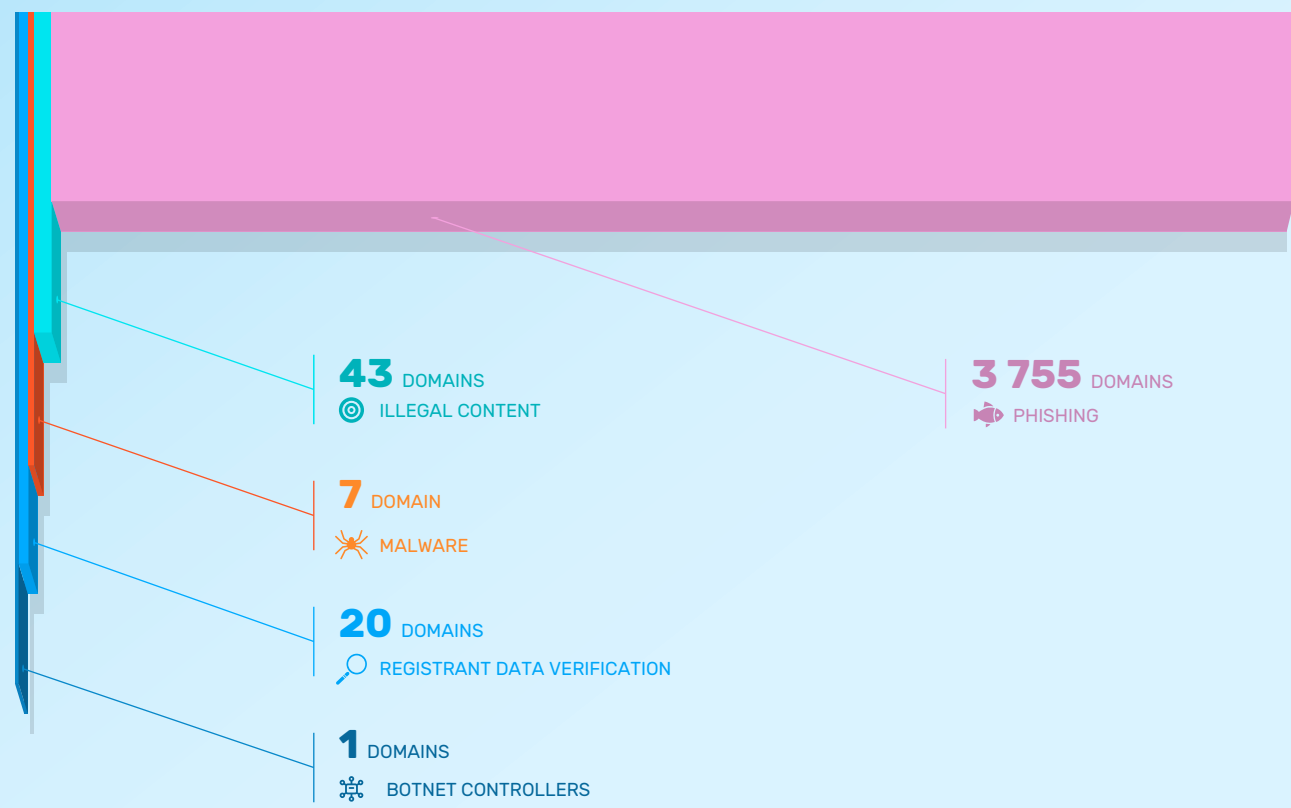 43 DOMAINS
ILLEGAL CONTENT
3 755 DOMAINS
PHISHING
7 DOMAIN
MALWARE
20 DOMAINS
REGISTRANT DATA VERIFICATION
1 DOMAINS
BOTNET CONTROLLERS